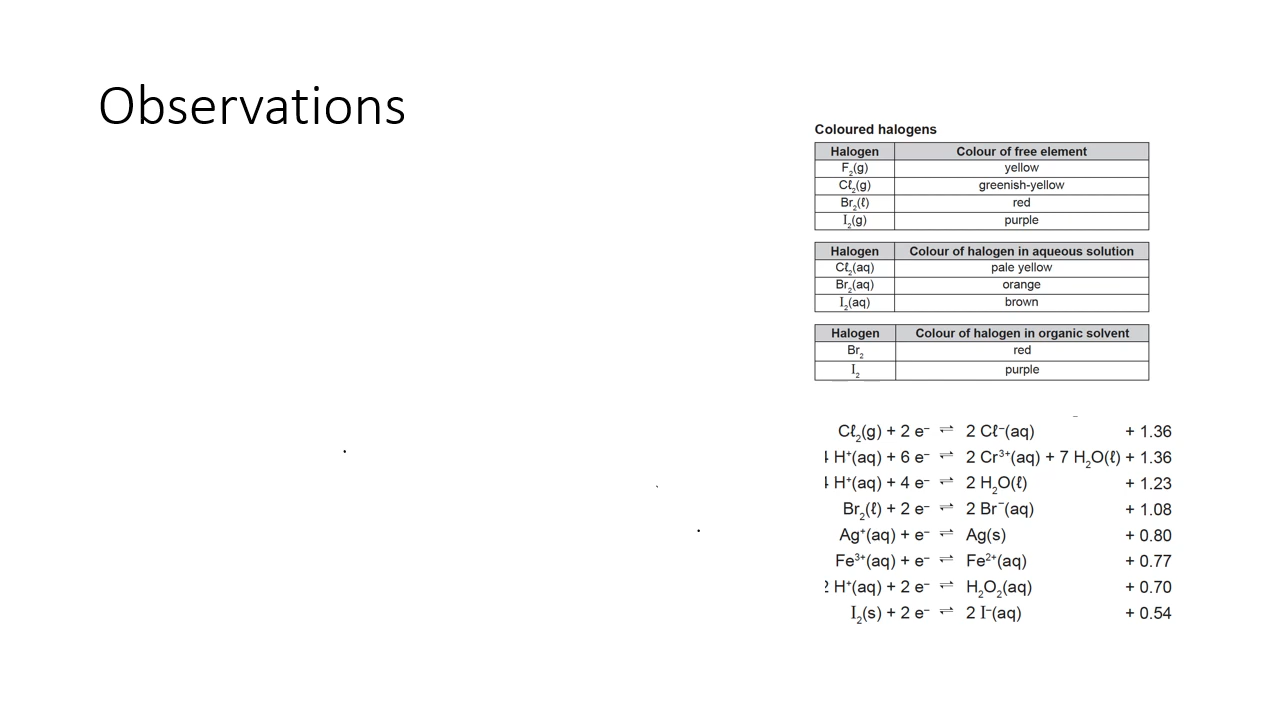 Observations
Coloured halogens
Halogen Colour of free element
F₂(g) yellow
Cℓ₂(g) greenish-yellow
Br₂(ℓ) red
I₂(g) purple
Halogen Colour of halogen in aqueous solution
Cℓ₂(aq) pale yellow
Br₂(aq) orange
I₂(aq) brown
Halogen Colour of halogen in organic solvent
Br₂ red
I₂ purple
Cℓ₂(g) + 2 e⁻ ⇌ 2 Cℓ⁻(aq) + 1.36
H⁺(aq) + 6 e⁻ ⇌ 2 Cr³⁺(aq) + 7 H₂O(ℓ) + 1.36
H⁺(aq) + 4 e⁻ ⇌ 2 H₂O(ℓ) + 1.23
Br₂(ℓ) + 2 e⁻ ⇌ 2 Br⁻(aq) + 1.08
Ag⁺(aq) + e⁻ ⇌ Ag(s) + 0.80
Fe³⁺(aq) + e⁻ ⇌ Fe²⁺(aq) + 0.77
2 H⁺(aq) + 2 e⁻ ⇌ H₂O₂(aq) + 0.70
I₂(s) + 2 e⁻ ⇌ 2 I⁻(aq) + 0.54